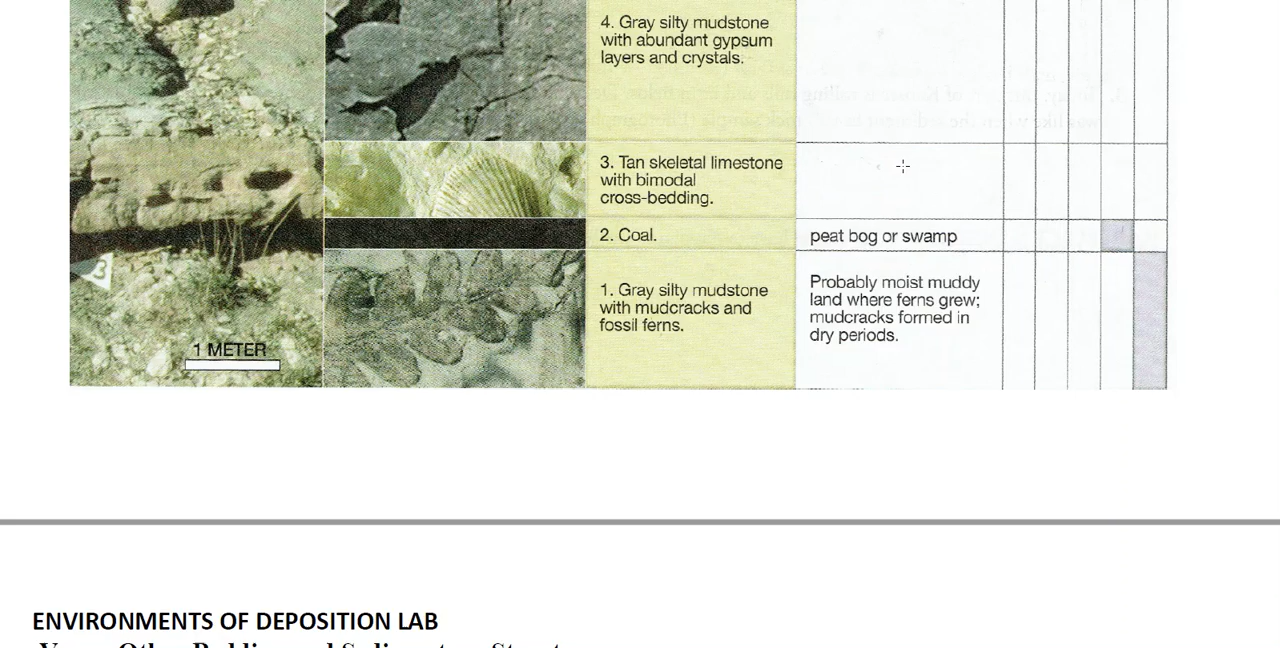 4. Gray silty mudstone
with abundant gypsum
layers and crystals.
3. Tan skeletal limestone
with bimodal
cross-bedding.
2. Coal.
peat bog or swamp
1. Gray silty mudstone
with mudcracks and
fossil ferns.
Probably moist muddy
land where ferns grew;
mudcracks formed in
dry periods.
3
1 METER
ENVIRONMENTS OF DEPOSITION LAB